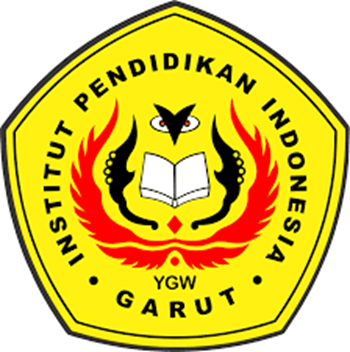 INSTITUT PENDIDIKAN INDONESIA
YGW
• GARUT •